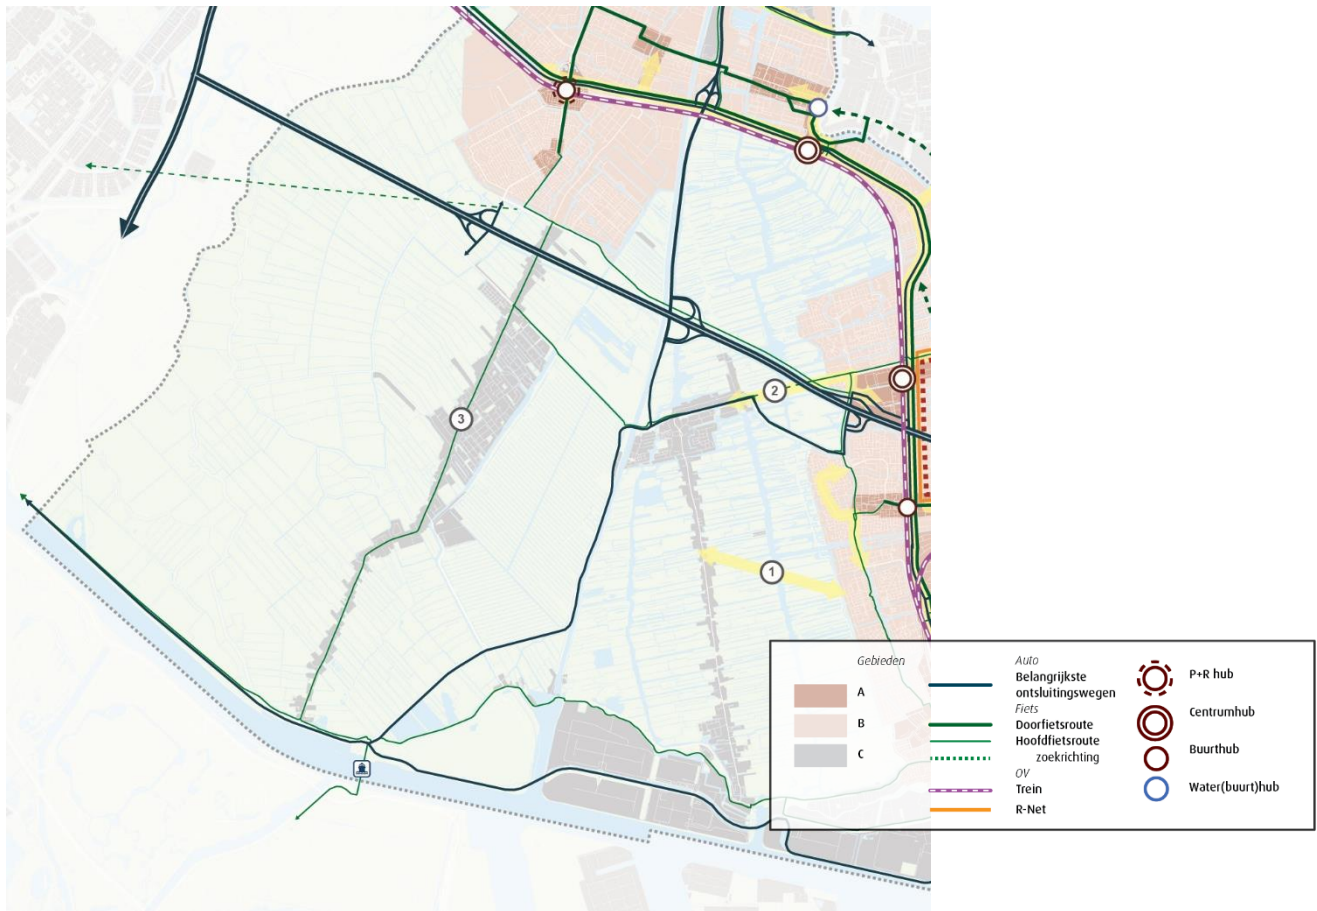 2
3
1
Gebieden
A
B
C
Auto
Belangrijkste
ontsluitingswegen
Fiets
Doorfietsroute
Hoofdfietsroute
zoekrichting
OV
Trein
R-Net
P+R hub
Centrumhub
Buurthub
Water(buurt)hub